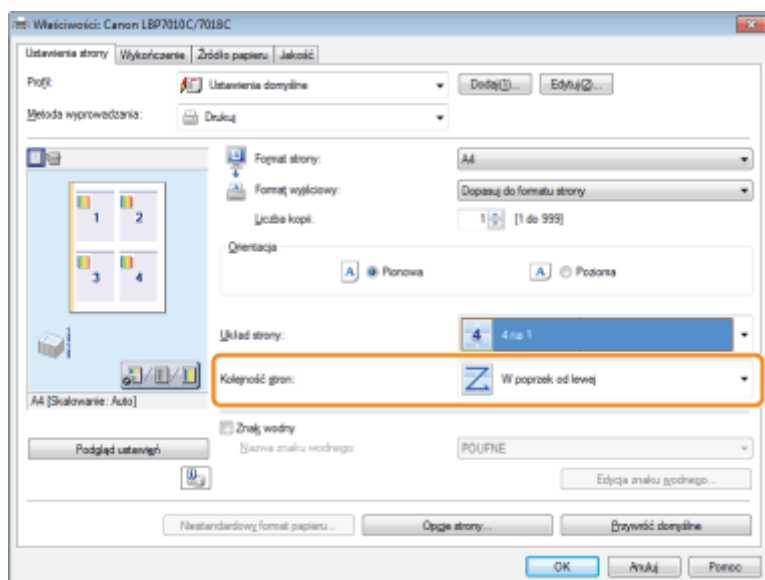 Właściwości: Canon LBP7010C/7018C
Ustawienia strony Wykończenie Źródło papieru Jakość
Profil: Ustawienia domyślne Dodaj(1)... Edytuj(2)...
Metoda wyprowadzania: Drukuj
Format strony: A4
Format wyjściowy: Dopasuj do formatu strony
1 2
Liczba kopii: 1 [1 do 999]
Orientacja
3 4
A Pionowa A Pozioma
Układ strony: 4 4 na 1
Kolejność stron: W poprzek od lewej
A4 [Skalowanie: Auto]
Znak wodny
Podgląd ustawień Nazwa znaku wodnego: POUFNE
Edycja znaku wodnego...
Niestandardowy format papieru... Opcje strony... Przywróć domyślne
OK Anuluj Pomoc